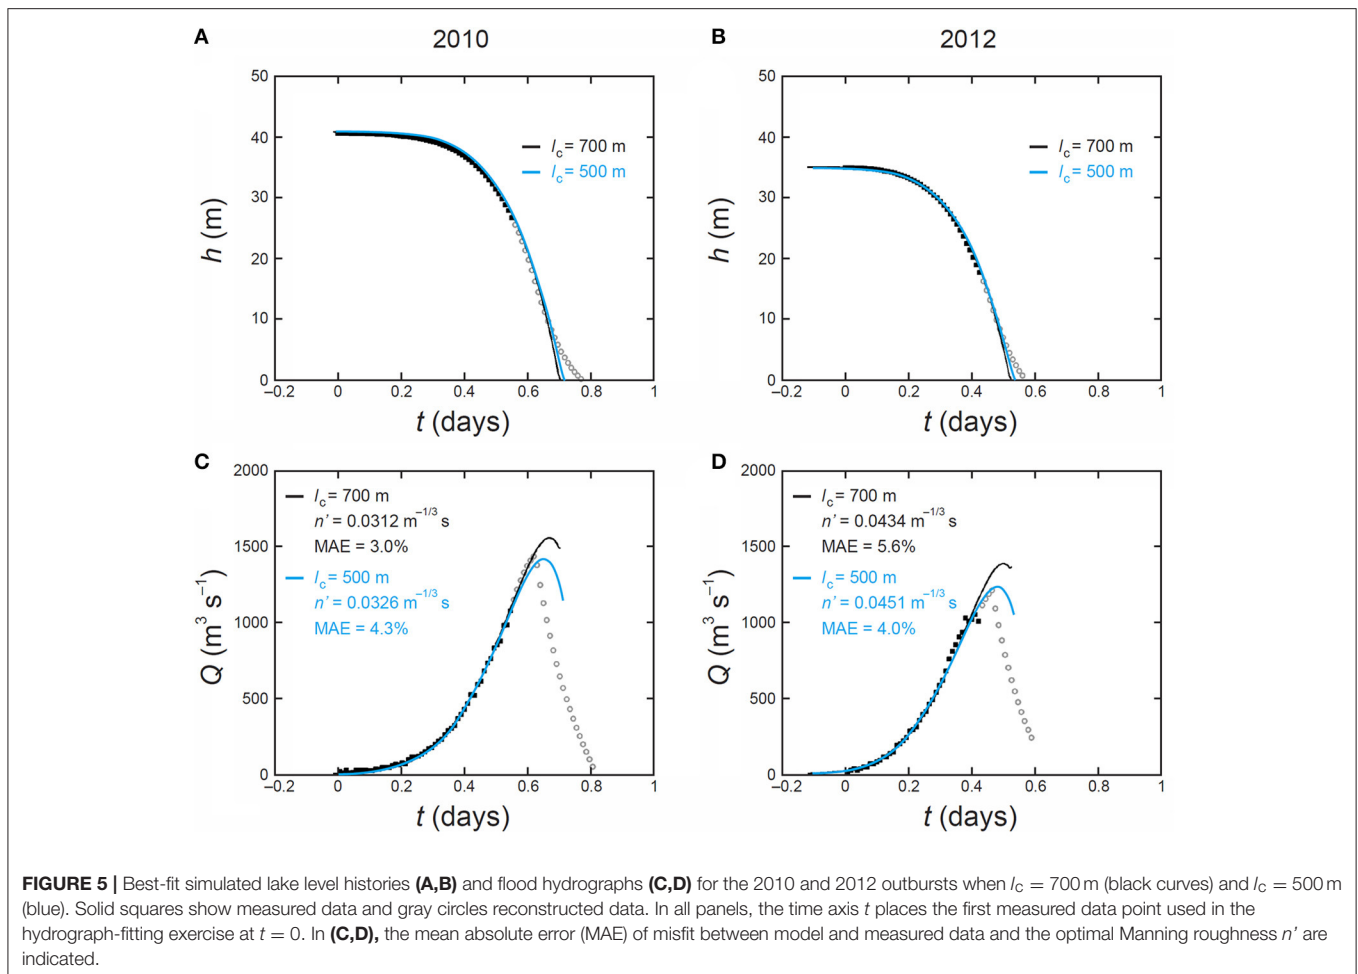 A
2010
B
2012
50
40
30
20
10
0
h (m)
l_c = 700 m
l_c = 500 m
–0.2
0
0.2
0.4
0.6
0.8
1
t (days)
50
40
30
20
10
0
h (m)
l_c = 700 m
l_c = 500 m
–0.2
0
0.2
0.4
0.6
0.8
1
t (days)
C
2000
1500
1000
500
0
Q (m³ s⁻¹)
l_c = 700 m
n' = 0.0312 m⁻¹/³ s
MAE = 3.0%
l_c = 500 m
n' = 0.0326 m⁻¹/³ s
MAE = 4.3%
–0.2
0
0.2
0.4
0.6
0.8
1
t (days)
D
2000
1500
1000
500
0
Q (m³ s⁻¹)
l_c = 700 m
n' = 0.0434 m⁻¹/³ s
MAE = 5.6%
l_c = 500 m
n' = 0.0451 m⁻¹/³ s
MAE = 4.0%
–0.2
0
0.2
0.4
0.6
0.8
1
t (days)
FIGURE 5 | Best-fit simulated lake level histories (A,B) and flood hydrographs (C,D) for the 2010 and 2012 outbursts when l_c = 700 m (black curves) and l_c = 500 m
(blue). Solid squares show measured data and gray circles reconstructed data. In all panels, the time axis t places the first measured data point used in the
hydrograph-fitting exercise at t = 0. In (C,D), the mean absolute error (MAE) of misfit between model and measured data and the optimal Manning roughness n' are
indicated.